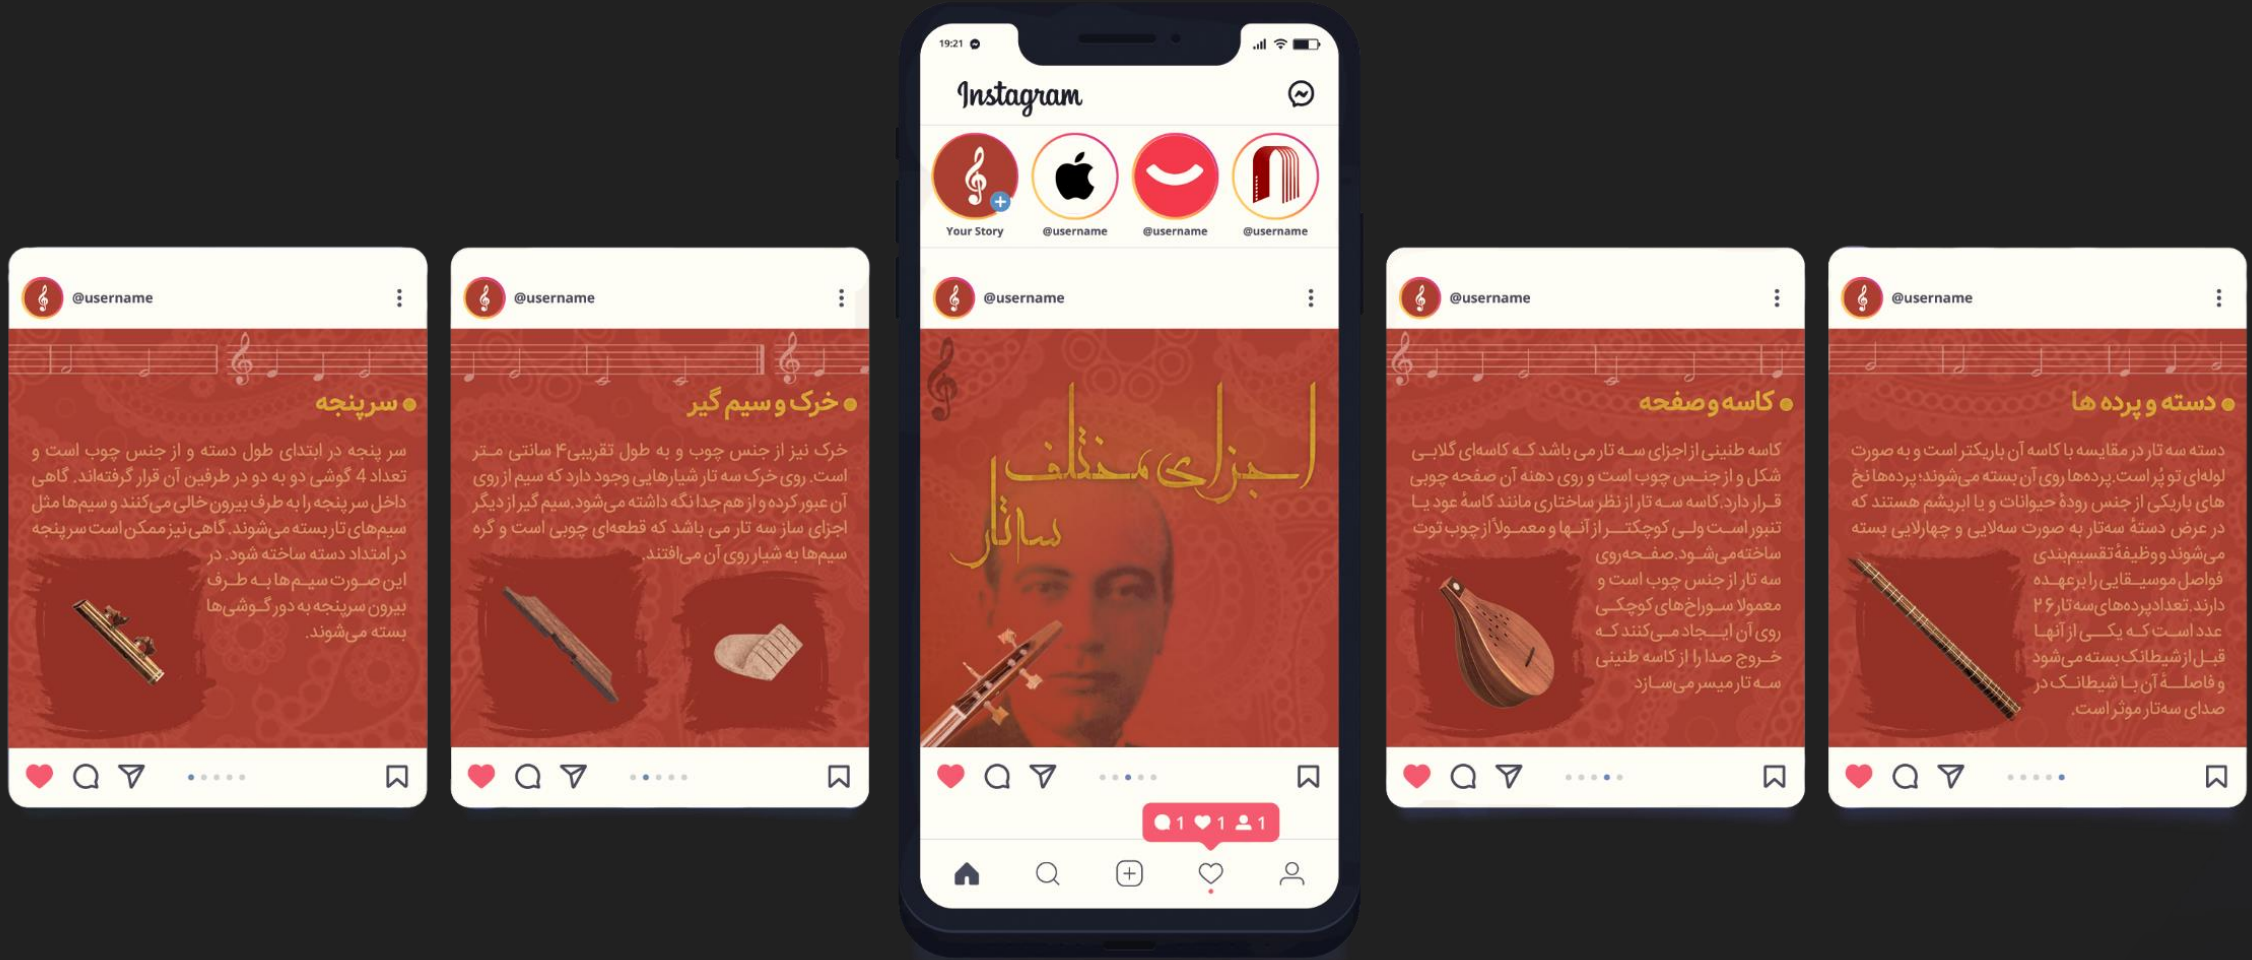 19:21
Instagram
Your Story
@username
@username
@username
@username
سرپنجه
سر پنجه در ابتدای طول دسته و از جنس چوب است و
تعداد 4 گوشی دو به دو در طرفین آن قرار گرفته‌اند. گاهی
داخل سرپنجه را به طرف بیرون خالی می‌کنند و سیم‌ها مثل
سیم‌های تار بسته می‌شوند. گاهی نیز ممکن است سرپنجه
در امتداد دسته ساخته شود. در
این صورت سیم‌ها به طرف
بیرون سرپنجه به دور گوشی‌ها
بسته می‌شوند.
@username
خرک و سیم گیر
خرک نیز از جنس چوب و به طول تقریبی۴ سانتی متر
است. روی خرک سه تار شیارهایی وجود دارد که سیم از روی
آن عبور کرده و از هم جدا نگه داشته می‌شود.سیم گیر از دیگر
اجزای ساز سه تار می باشد که قطعه‌ای چوبی است و گره
سیم‌ها به شیار روی آن می‌افتند.
@username
اجزای مختلف
سه‌تار
1 1 1
@username
کاسه و صفحه
کاسه طنینی از اجزای سه تار می باشد که کاسه‌ای گلابی
شکل و از جنس چوب است و روی دهنه آن صفحه چوبی
قرار دارد.کاسه سه تار از نظر ساختاری مانند کاسهٔ عود یا
تنبور است ولی کوچکتر از آنها و معمولاً از چوب توت
ساخته می‌شود.صفحه روی
سه تار از جنس چوب است و
معمولا سوراخ‌های کوچکی
روی آن ایجاد می‌کنند که
خروج صدا را از کاسه طنینی
سه تار میسر می‌سازد
@username
دسته و پرده ها
دسته سه تار در مقایسه با کاسه آن باریکتر است و به صورت
لوله‌ای تو پُر است.پرده‌ها روی آن بسته می‌شوند؛پرده‌ها نخ
های باریکی از جنس رودهٔ حیوانات و یا ابریشم هستند که
در عرض دستهٔ سه‌تار به صورت سه‌لایی و چهارلایی بسته
می‌شوند و وظیفهٔ تقسیم‌بندی
فواصل موسیقایی را برعهده
دارند.تعداد پرده‌های سه تار ۲۶
عدد است که یکی از آنها
قبل از شیطانک بسته می‌شود
و فاصلهٔ آن با شیطانک در
صدای سه‌تار موثر است.